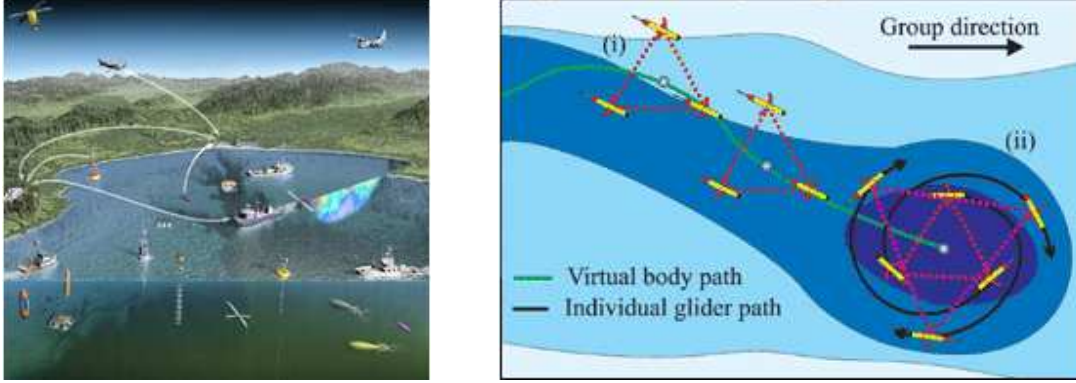 Group direction
(i)
(ii)
Virtual body path
Individual glider path